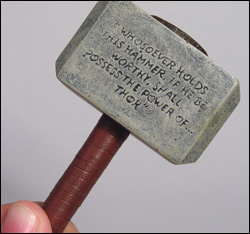 "WHOSOEVER HOLDS
THIS HAMMER, IF HE BE
WORTHY, SHALL
POSSESS THE POWER OF...
THOR"